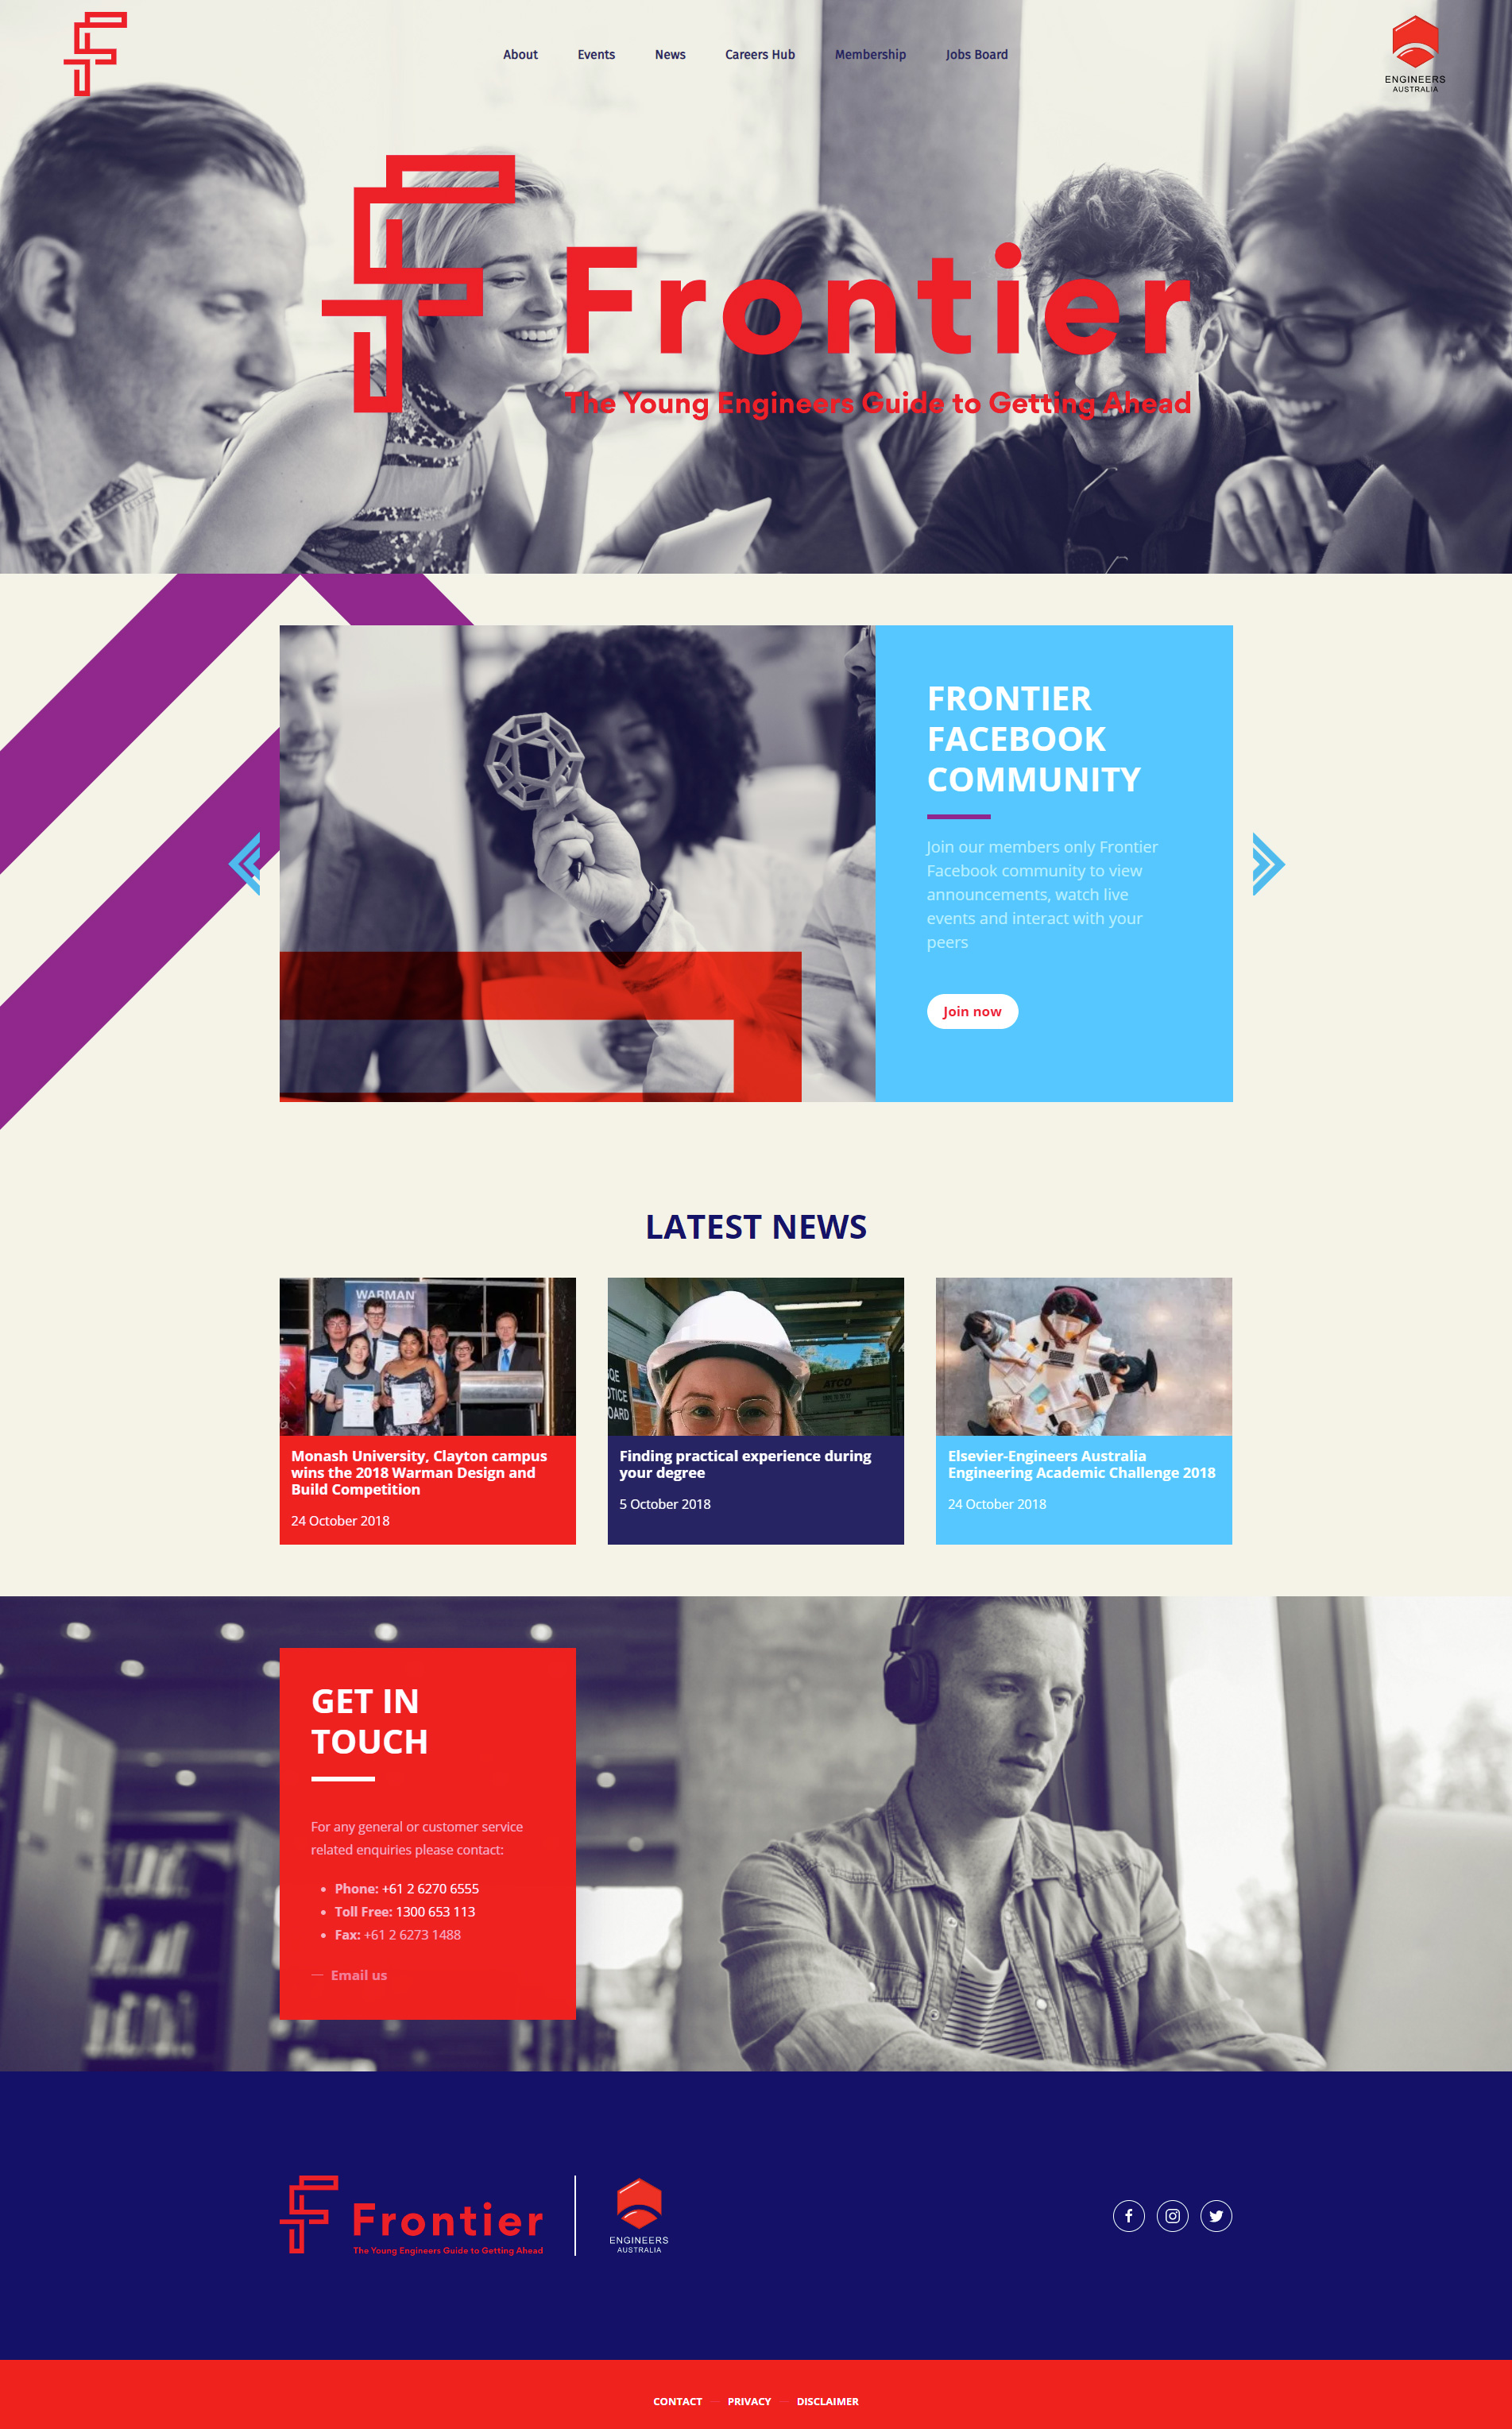 About
Events
News
Careers Hub
Membership
Jobs Board
ENGINEERS
AUSTRALIA
Frontier
The Young Engineers Guide to Getting Ahead
FRONTIER
FACEBOOK
COMMUNITY
Join our members only Frontier
Facebook community to view
announcements, watch live
events and interact with your
peers
Join now
LATEST NEWS
WARMAN
Monash University, Clayton campus
wins the 2018 Warman Design and
Build Competition
24 October 2018
ATCO
Finding practical experience during
your degree
5 October 2018
Elsevier-Engineers Australia
Engineering Academic Challenge 2018
24 October 2018
GET IN
TOUCH
For any general or customer service
related enquiries please contact:
• Phone: +61 2 6270 6555
• Toll Free: 1300 653 113
• Fax: +61 2 6273 1488
— Email us
Frontier
The Young Engineers Guide to Getting Ahead
ENGINEERS
AUSTRALIA
CONTACT — PRIVACY — DISCLAIMER